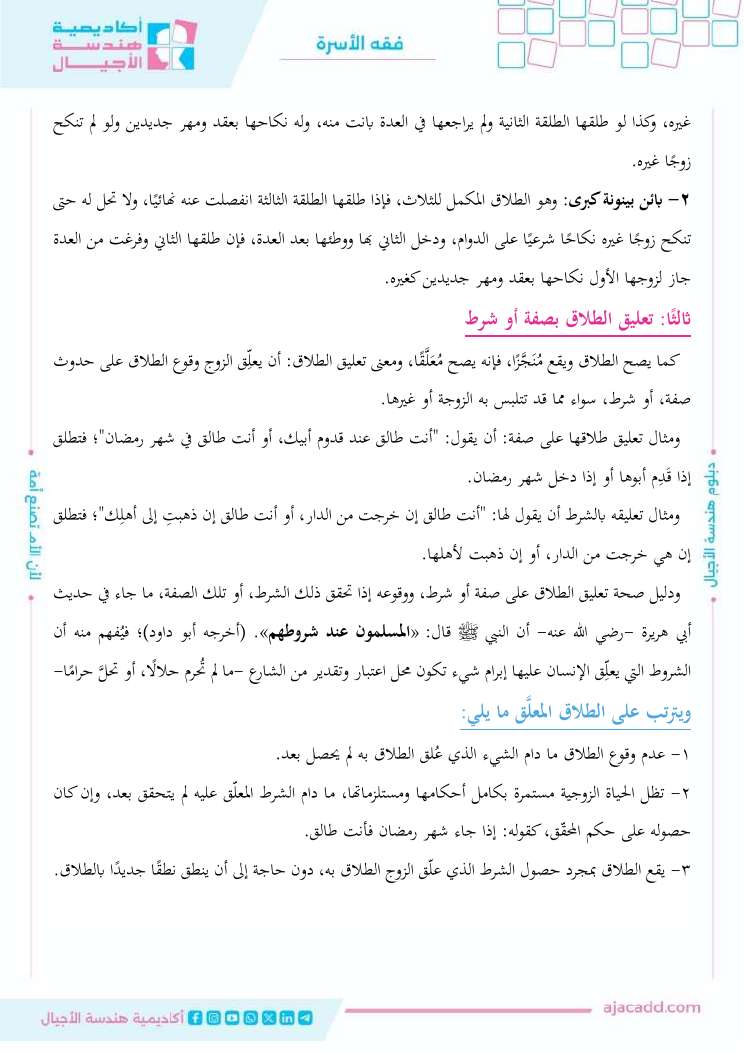 أكاديمية
هندسة
الأجيال
فقه الأسرة
غيره، وكذا لو طلقها الطلقة الثانية ولم يراجعها في العدة بانت منه، وله نكاحها بعقد ومهر جديدين ولو لم تنكح
زوجًا غيره.
٢- بائن بينونة كبرى: وهو الطلاق المكمل للثلاث، فإذا طلقها الطلقة الثالثة انفصلت عنه نهائيًا، ولا تحل له حتى
تنكح زوجًا غيره نكاحًا شرعيًا على الدوام، ودخل الثاني بها ووطئها بعد العدة، فإن طلقها الثاني وفرغت من العدة
جاز لزوجها الأول نكاحها بعقد ومهر جديدين كغيره.
ثالثًا: تعليق الطلاق بصفة أو شرط
كما يصح الطلاق ويقع مُنَجَّزًا، فإنه يصح مُعَلَّقًا، ومعنى تعليق الطلاق: أن يعلِّق الزوج وقوع الطلاق على حدوث
صفة، أو شرط، سواء مما قد تتلبس به الزوجة أو غيرها.
ومثال تعليق طلاقها على صفة: أن يقول: "أنت طالق عند قدوم أبيك، أو أنت طالق في شهر رمضان"؛ فتطلق
إذا قَدِم أبوها أو إذا دخل شهر رمضان.
ومثال تعليقه بالشرط أن يقول لها: "أنت طالق إن خرجت من الدار، أو أنت طالق إن ذهبتِ إلى أهلِك"؛ فتطلق
إن هي خرجت من الدار، أو إن ذهبت لأهلها.
ودليل صحة تعليق الطلاق على صفة أو شرط، ووقوعه إذا تحقق ذلك الشرط، أو تلك الصفة، ما جاء في حديث
أبي هريرة -رضي الله عنه- أن النبي ﷺ قال: «المسلمون عند شروطهم». (أخرجه أبو داود)؛ فيُفهم منه أن
الشروط التي يعلِّق الإنسان عليها إبرام شيء تكون محل اعتبار وتقدير من الشارع -ما لم تُحرم حلالًا، أو تحلَّ حرامًا-
ويترتب على الطلاق المعلَّق ما يلي:
١- عدم وقوع الطلاق ما دام الشيء الذي عُلق الطلاق به لم يحصل بعد.
٢- تظل الحياة الزوجية مستمرة بكامل أحكامها ومستلزماتها، ما دام الشرط المعلّق عليه لم يتحقق بعد، وإن كان
حصوله على حكم المحقّق، كقوله: إذا جاء شهر رمضان فأنت طالق.
٣- يقع الطلاق بمجرد حصول الشرط الذي علّق الزوج الطلاق به، دون حاجة إلى أن ينطق نطقًا جديدًا بالطلاق.
دبلوم هندسة الأجيال
لأن الأم تصنع أمة
ajacadd.com
أكاديمية هندسة الأجيال